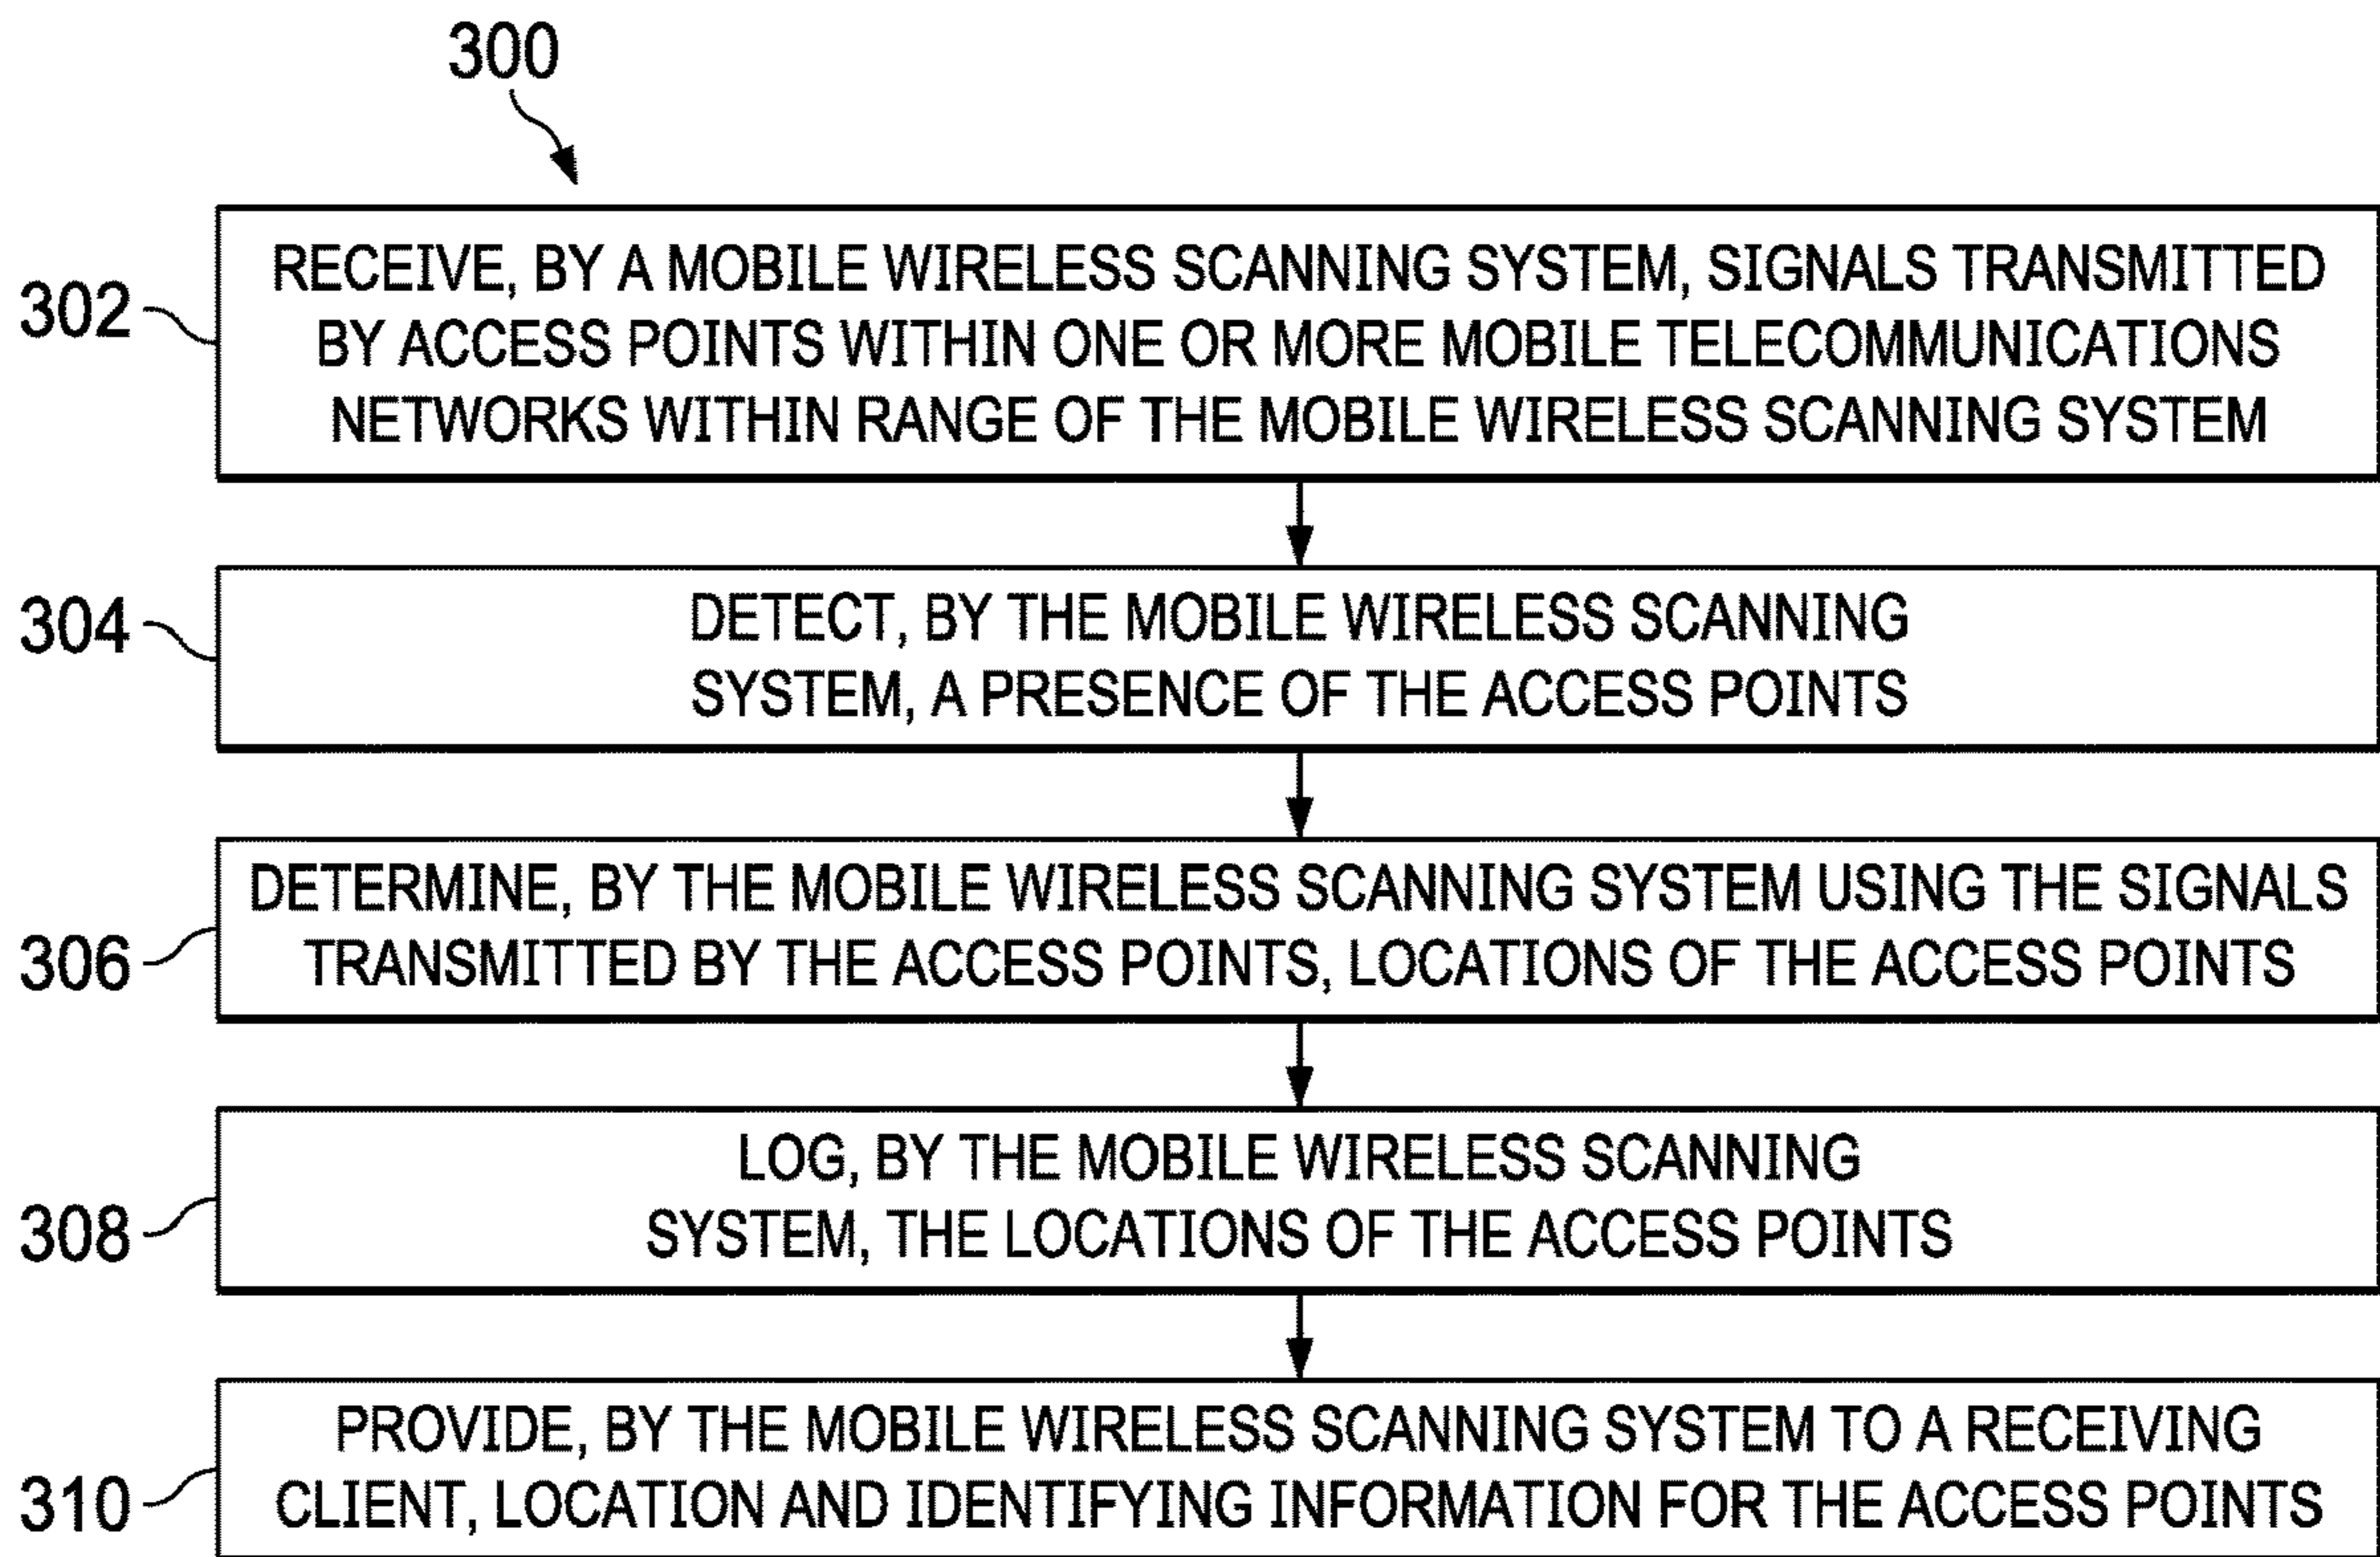 300
302
RECEIVE, BY A MOBILE WIRELESS SCANNING SYSTEM, SIGNALS TRANSMITTED
BY ACCESS POINTS WITHIN ONE OR MORE MOBILE TELECOMMUNICATIONS
NETWORKS WITHIN RANGE OF THE MOBILE WIRELESS SCANNING SYSTEM
304
DETECT, BY THE MOBILE WIRELESS SCANNING
SYSTEM, A PRESENCE OF THE ACCESS POINTS
306
DETERMINE, BY THE MOBILE WIRELESS SCANNING SYSTEM USING THE SIGNALS
TRANSMITTED BY THE ACCESS POINTS, LOCATIONS OF THE ACCESS POINTS
308
LOG, BY THE MOBILE WIRELESS SCANNING
SYSTEM, THE LOCATIONS OF THE ACCESS POINTS
310
PROVIDE, BY THE MOBILE WIRELESS SCANNING SYSTEM TO A RECEIVING
CLIENT, LOCATION AND IDENTIFYING INFORMATION FOR THE ACCESS POINTS